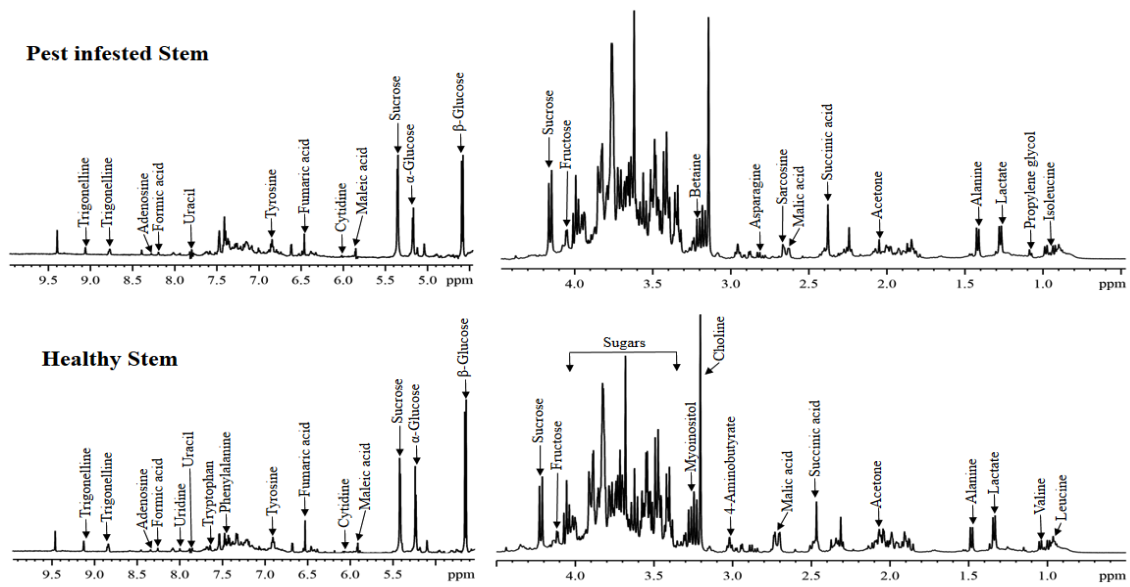 Pest infested Stem
Trigonelline
Trigonelline
Adenosine
Formic acid
Uracil
Tyrosine
Fumaric acid
Cytidine
Maleic acid
Sucrose
α-Glucose
β-Glucose
Sucrose
Fructose
Betaine
Asparagine
Sarcosine
Malic acid
Succinic acid
Acetone
Alanine
Lactate
Propylene glycol
Isoleucine
9.5 9.0 8.5 8.0 7.5 7.0 6.5 6.0 5.5 5.0 ppm
4.0 3.5 3.0 2.5 2.0 1.5 1.0 ppm
Healthy Stem
Trigonelline
Trigonelline
Adenosine
Formic acid
Uridine
Uracil
Tryptophan
Phenylalanine
Tyrosine
Fumaric acid
Cytidine
Maleic acid
Sucrose
α-Glucose
β-Glucose
Sucrose
Fructose
Sugars
Myoinositol
Choline
4-Aminobutyrate
Malic acid
Succinic acid
Acetone
Alanine
Lactate
Valine
Leucine
9.5 9.0 8.5 8.0 7.5 7.0 6.5 6.0 5.5 ppm
4.5 4.0 3.5 3.0 2.5 2.0 1.5 1.0 ppm